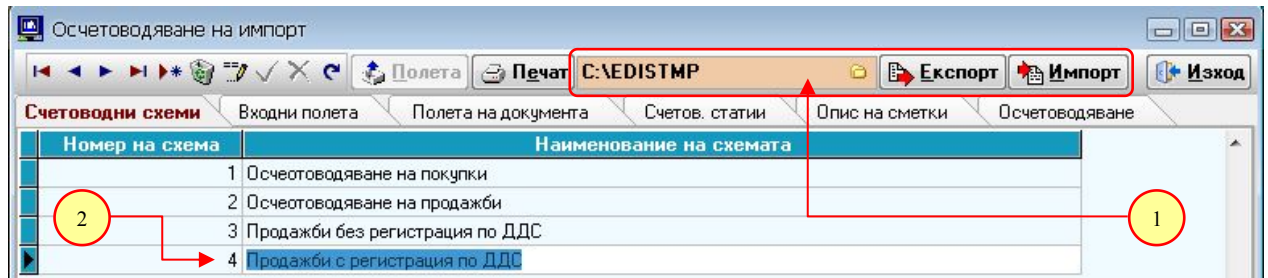 Осчетоводяване на импорт
Полета Печат C:\EDISTMP Експорт Импорт Изход
Счетоводни схеми Входни полета Полета на документа Счетов. статии Опис на сметки Осчетоводяване
Номер на схема Наименование на схемата
1 Осчеотоводяване на покупки
2 Осчеотоводяване на продажби
3 Продажби без регистрация по ДДС
4 Продажби с регистрация по ДДС
2
1